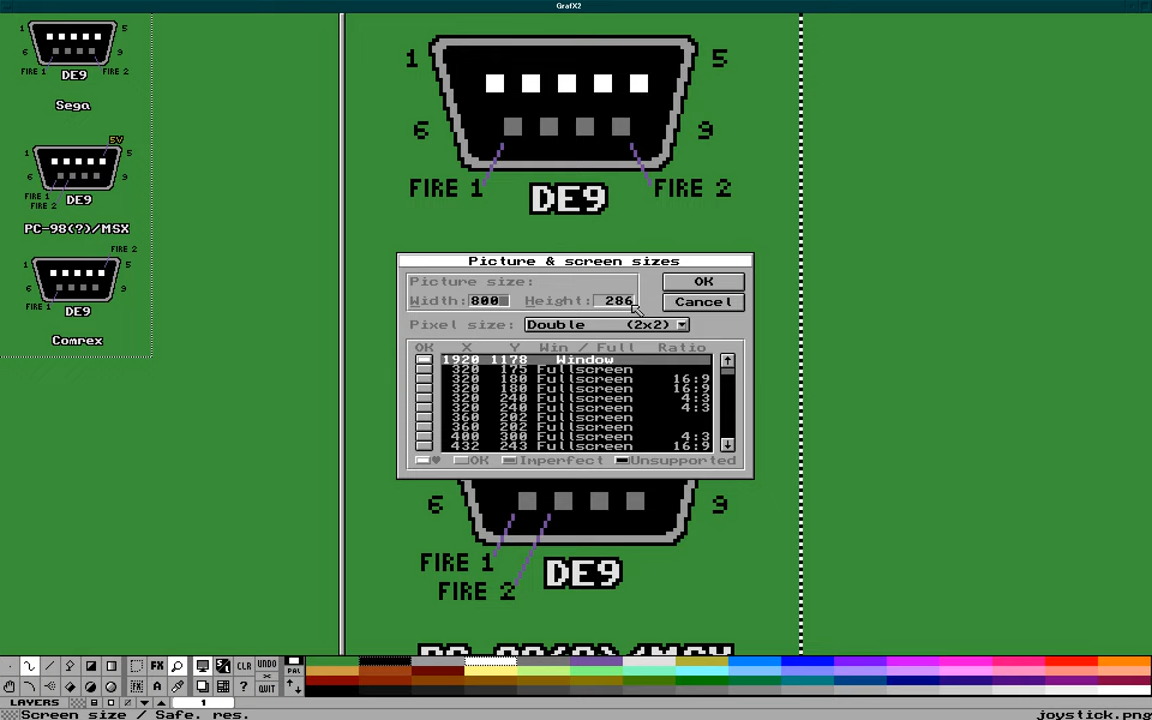 GrafX2
1 5
6 9
FIRE 1 FIRE 2
DE9
Sega
5V
1 5
6 9
FIRE 1
FIRE 2
DE9
PC-98(?)/MSX
FIRE 2
1 5
6 9
FIRE 1
DE9
Comrex
1 5
6 9
FIRE 1 FIRE 2
DE9
Picture & screen sizes
Picture size:
Width: 800 Height: 286
OK
Cancel
Pixel size: Double (2x2)
OK X Y Win / Full Ratio
1920 1178 Window
320 175 Fullscreen
320 180 Fullscreen 16:9
320 180 Fullscreen 16:9
320 240 Fullscreen 4:3
320 240 Fullscreen 4:3
360 202 Fullscreen
360 202 Fullscreen
400 300 Fullscreen 4:3
432 243 Fullscreen 16:9
OK Imperfect Unsupported
6 9
FIRE 1
FIRE 2
DE9
PC-98(?)/MSX
FX CLR UNDO PAL
A ? QUIT
LAYERS 1
Screen size / Safe. res. joystick.png